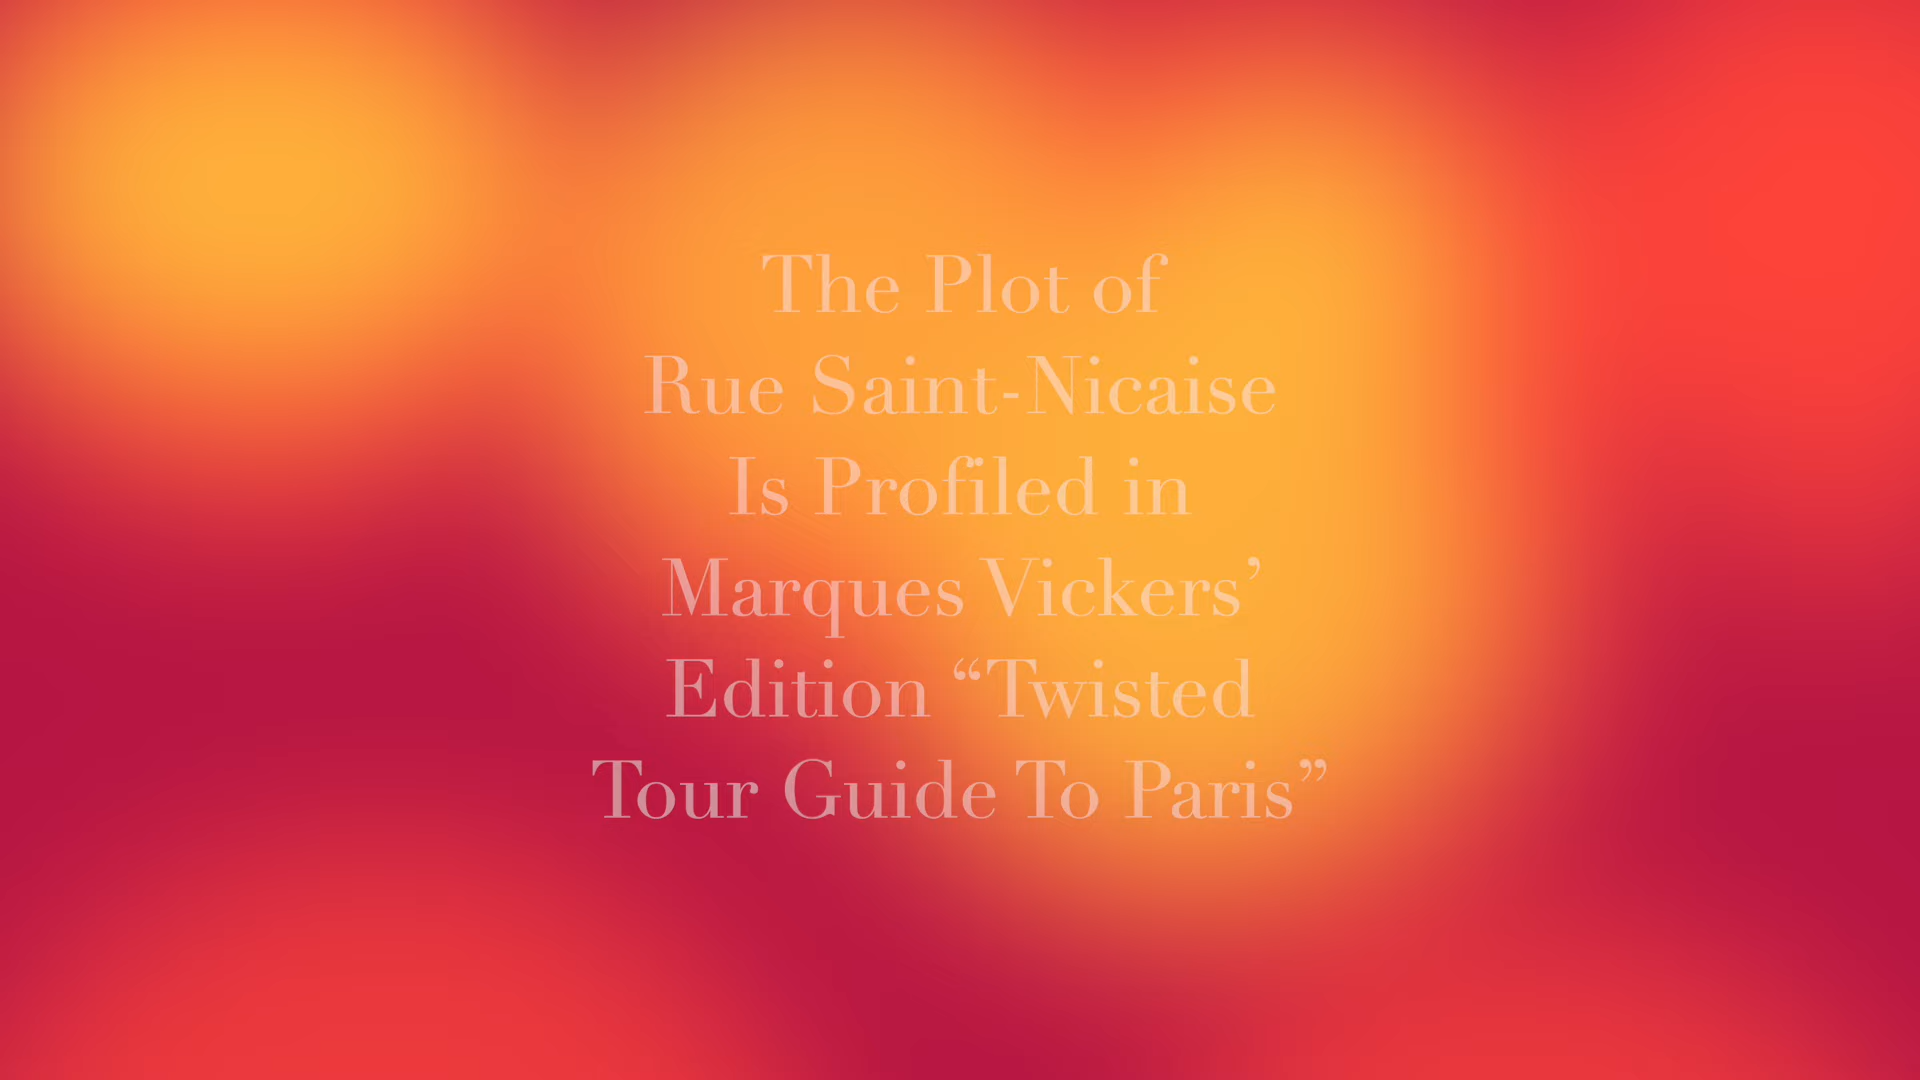 The Plot of
Rue Saint-Nicaise
Is Profiled in
Marques Vickers’
Edition “Twisted
Tour Guide To Paris”